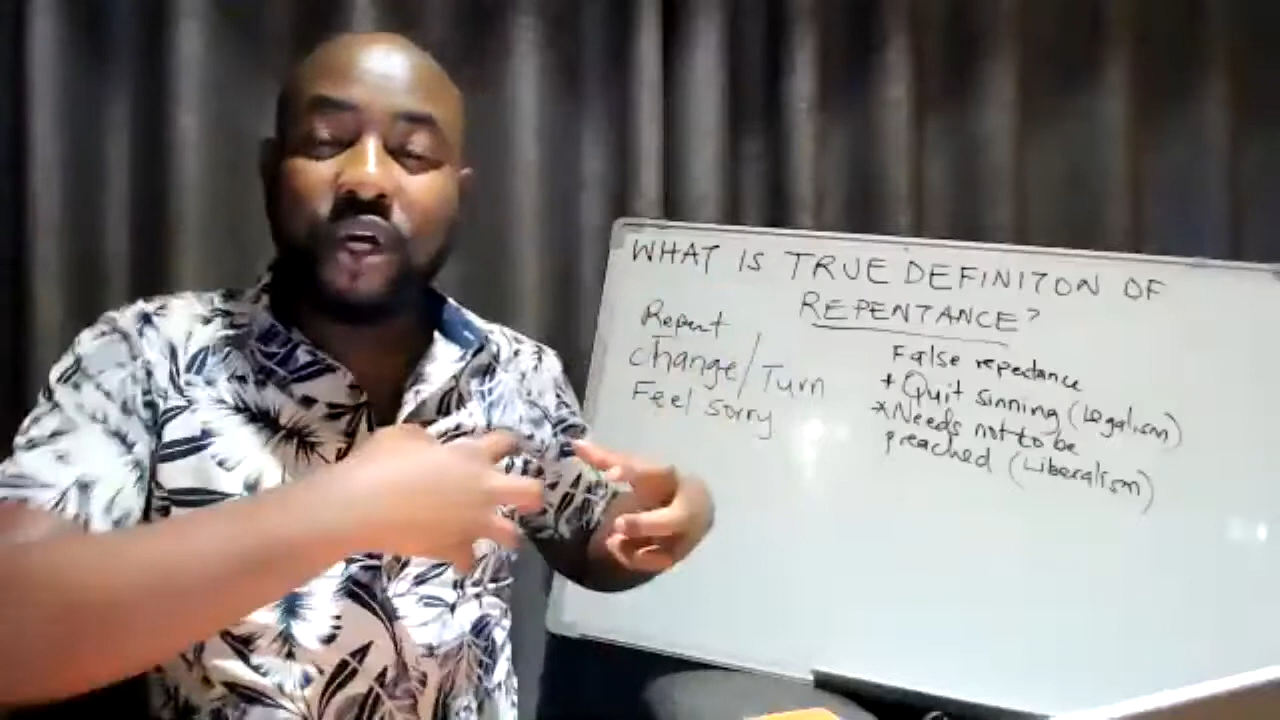 WHAT IS TRUE DEFINITON OF
REPENTANCE?
Repent
change/Turn
Feel sorry
False repedance
* Quit sinning (Legalism)
* Needs not to be
preached (Liberalism)